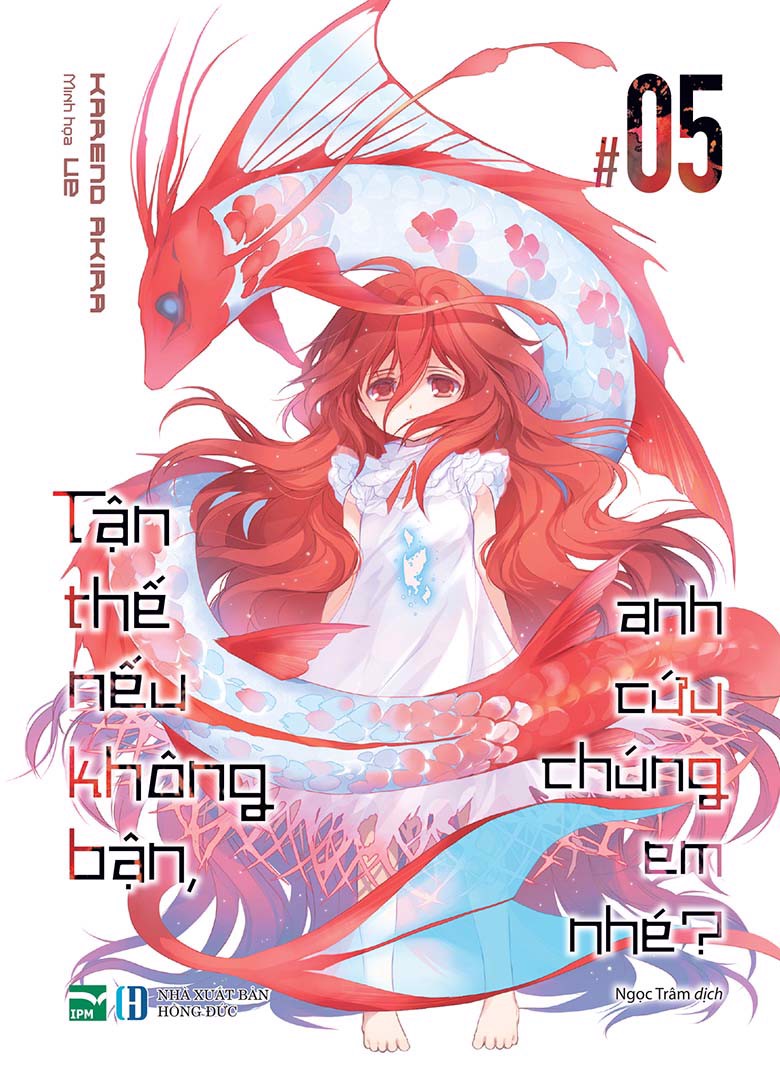 KAREND AKIRA
Minh họa UE
#05
Tận
thế
nếu
không
bận,
anh
cứu
chúng
em
nhé?
Ngọc Trâm dịch
IPM
H
NHÀ XUẤT BẢN
HỒNG ĐỨC